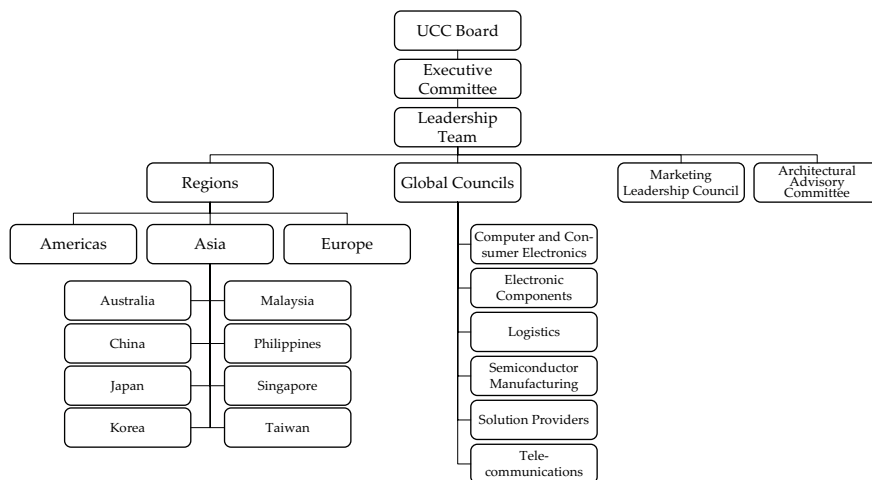 UCC Board
Executive
Committee
Leadership
Team
Regions
Global Councils
Marketing
Leadership Council
Architectural
Advisory
Committee
Americas
Asia
Europe
Australia
Malaysia
China
Philippines
Japan
Singapore
Korea
Taiwan
Computer and Con-
sumer Electronics
Electronic
Components
Logistics
Semiconductor
Manufacturing
Solution Providers
Tele-
communications